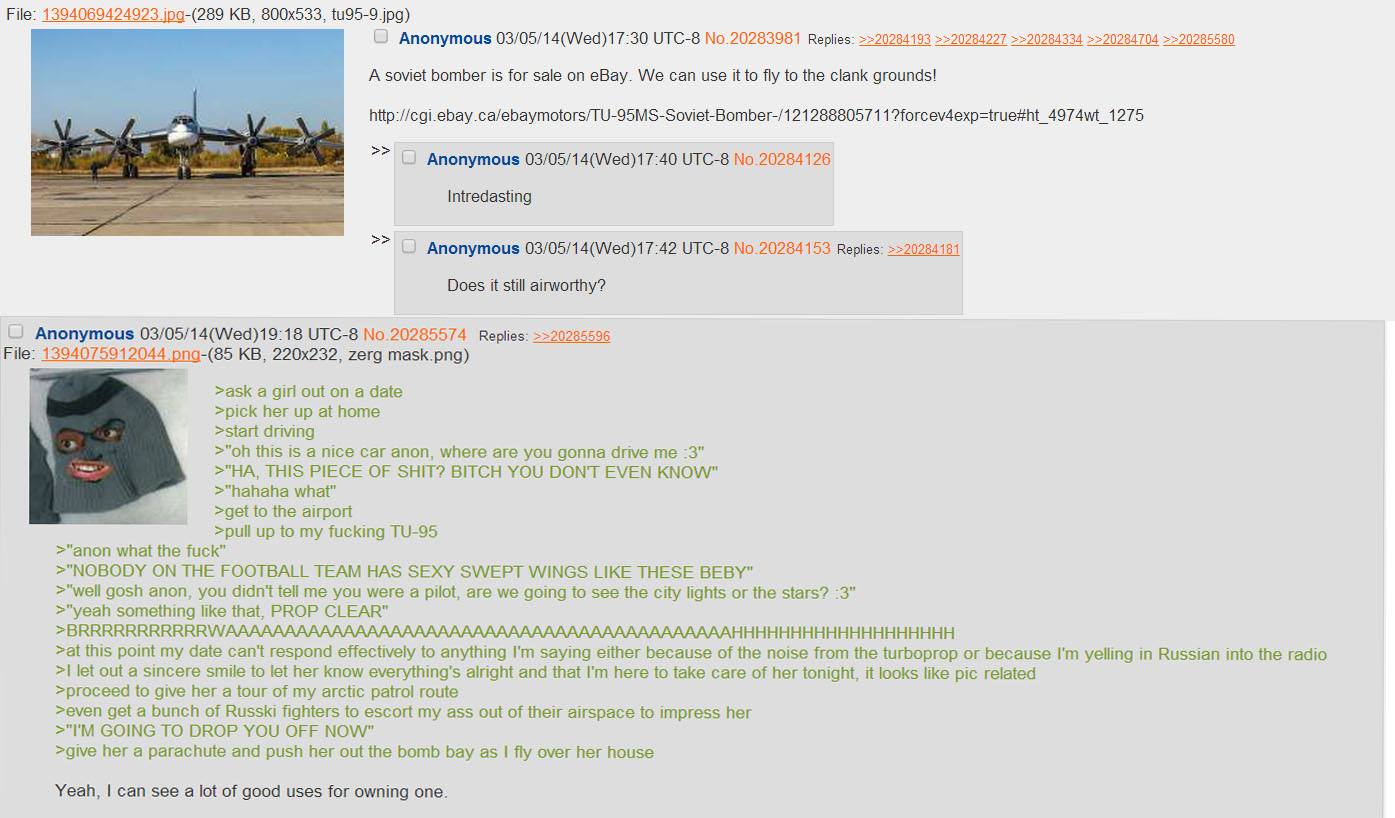 File: 1394069424923.jpg-(289 KB, 800x533, tu95-9.jpg)
Anonymous 03/05/14(Wed)17:30 UTC-8 No.20283981 Replies: >>20284193 >>20284227 >>20284334 >>20284704 >>20285580
A soviet bomber is for sale on eBay. We can use it to fly to the clank grounds!
http://cgi.ebay.ca/ebaymotors/TU-95MS-Soviet-Bomber-/121288805711?forcev4exp=true#ht_4974wt_1275
>> Anonymous 03/05/14(Wed)17:40 UTC-8 No.20284126
Intredasting
>> Anonymous 03/05/14(Wed)17:42 UTC-8 No.20284153 Replies: >>20284181
Does it still airworthy?
Anonymous 03/05/14(Wed)19:18 UTC-8 No.20285574 Replies: >>20285596
File: 1394075912044.png-(85 KB, 220x232, zerg mask.png)
>ask a girl out on a date
>pick her up at home
>start driving
>"oh this is a nice car anon, where are you gonna drive me :3"
>"HA, THIS PIECE OF SHIT? BITCH YOU DON'T EVEN KNOW"
>"hahaha what"
>get to the airport
>pull up to my fucking TU-95
>"anon what the fuck"
>"NOBODY ON THE FOOTBALL TEAM HAS SEXY SWEPT WINGS LIKE THESE BEBY"
>"well gosh anon, you didn't tell me you were a pilot, are we going to see the city lights or the stars? :3"
>"yeah something like that, PROP CLEAR"
>BRRRRRRRRRRRWAAAAAAAAAAAAAAAAAAAAAAAAAAAAAAAAAAAAAAAAAAAHHHHHHHHHHHHHHHHHHH
>at this point my date can't respond effectively to anything I'm saying either because of the noise from the turboprop or because I'm yelling in Russian into the radio
>I let out a sincere smile to let her know everything's alright and that I'm here to take care of her tonight, it looks like pic related
>proceed to give her a tour of my arctic patrol route
>even get a bunch of Russki fighters to escort my ass out of their airspace to impress her
>"I'M GOING TO DROP YOU OFF NOW"
>give her a parachute and push her out the bomb bay as I fly over her house
Yeah, I can see a lot of good uses for owning one.